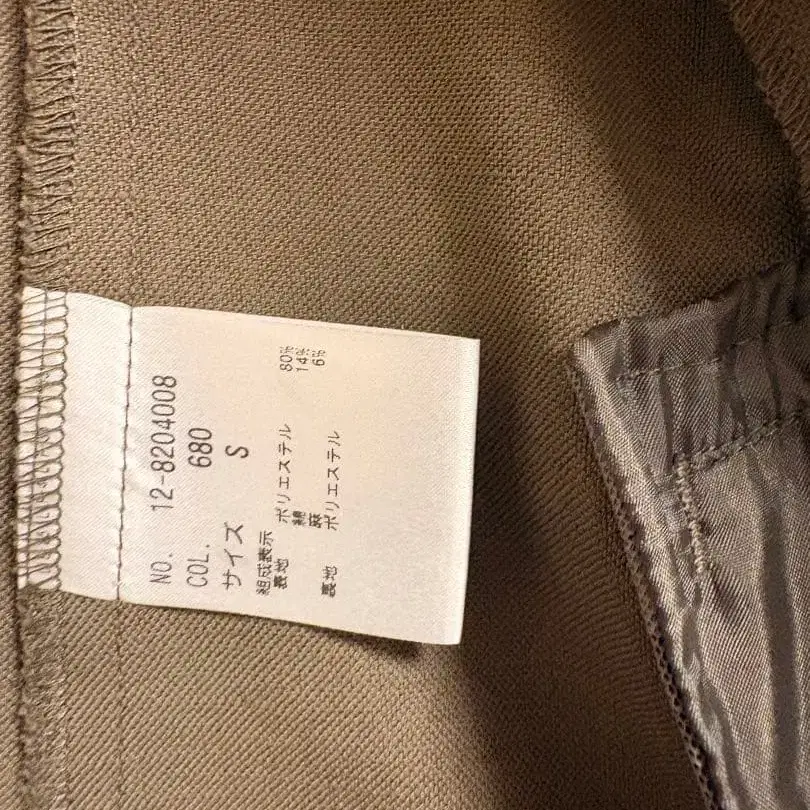 NO. 12-8204008
COL. 680
サイズ S
組成表示
表地 ポリエステル 80%
綿 14%
麻 6%
裏地 ポリエステル